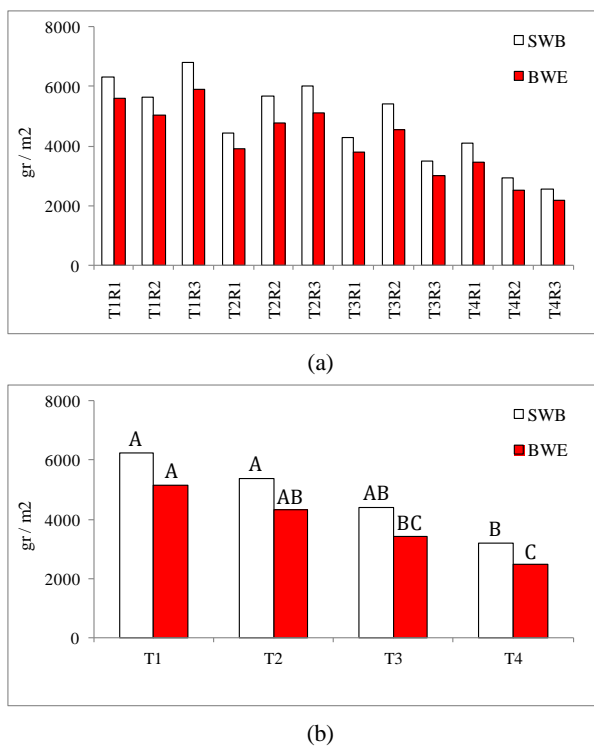 8000
6000
4000
2000
0
gr / m2
SWB
BWE
T1R1
T1R2
T1R3
T2R1
T2R2
T2R3
T3R1
T3R2
T3R3
T4R1
T4R2
T4R3
(a)
8000
6000
4000
2000
0
gr / m2
SWB
BWE
A
A
A
AB
AB
BC
B
C
T1 T2 T3 T4
(b)